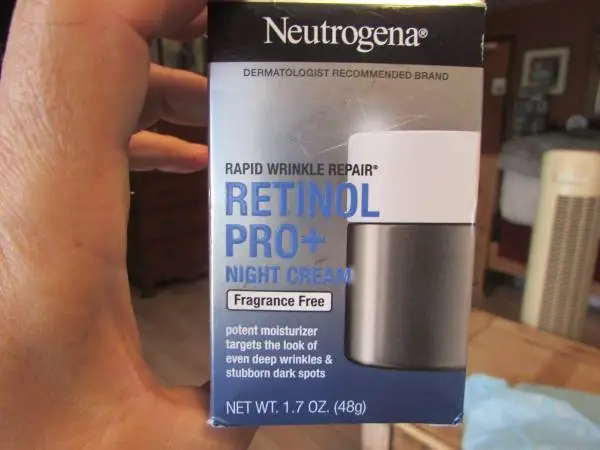 Neutrogena®
DERMATOLOGIST RECOMMENDED BRAND
RAPID WRINKLE REPAIR®
RETINOL
PRO+
NIGHT CREAM
Fragrance Free
potent moisturizer
targets the look of
even deep wrinkles &
stubborn dark spots
NET WT. 1.7 OZ. (48g)